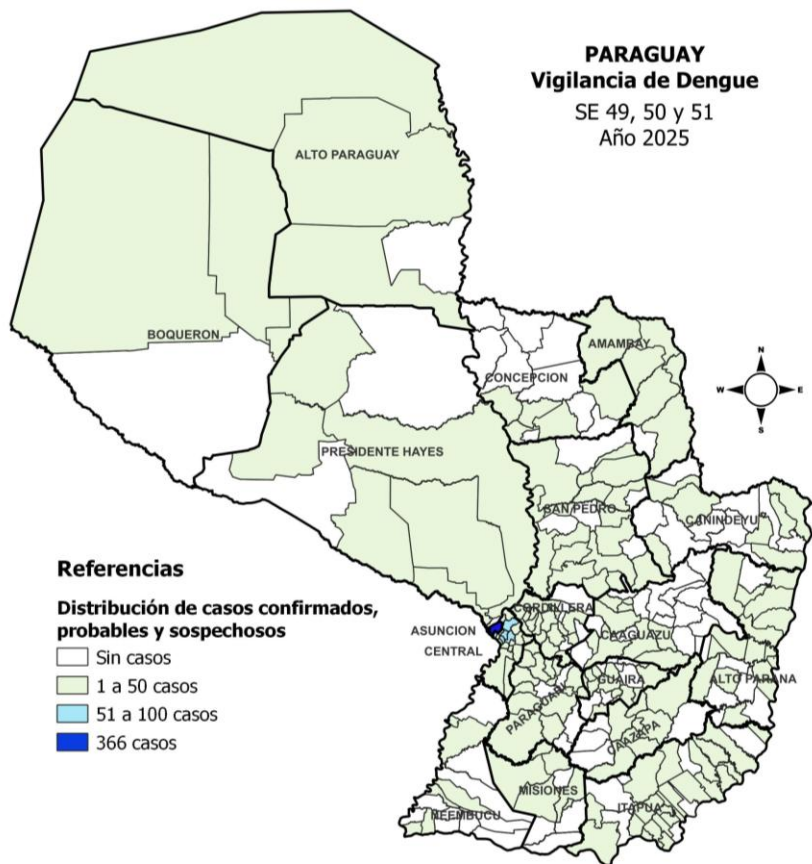 PARAGUAY
Vigilancia de Dengue
SE 49, 50 y 51
Año 2025
ALTO PARAGUAY
BOQUERON
AMAMBAY
CONCEPCION
N
W
E
S
PRESIDENTE HAYES
SAN PEDRO
CANINDEYU
Referencias
Distribución de casos confirmados,
probables y sospechosos
Sin casos
1 a 50 casos
51 a 100 casos
366 casos
CORDILLERA
ASUNCION
CENTRAL
CAAGUAZU
GUAIRA
ALTO PARANA
PARAGUARI
CAAZAPA
MISIONES
ITAPUA
ÑEEMBUCU